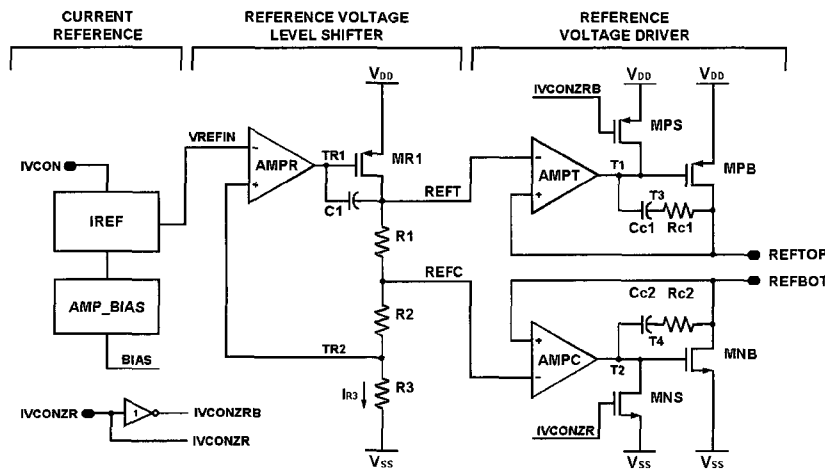 CURRENT
REFERENCE
REFERENCE VOLTAGE
LEVEL SHIFTER
REFERENCE
VOLTAGE DRIVER
VDD
VDD
VDD
IVCONZRB
MPS
VREFIN
IVCON
AMPR
TR1
MR1
AMPT
T1
MPB
C1
REFT
T3
Cc1
Rc1
IREF
R1
REFTOP
REFC
REFBOT
AMP_BIAS
R2
Cc2
Rc2
AMPC
T4
MNB
BIAS
TR2
T2
R3
IR3
MNS
IVCONZR
1
IVCONZRB
IVCONZR
IVCONZR
VSS
VSS
VSS